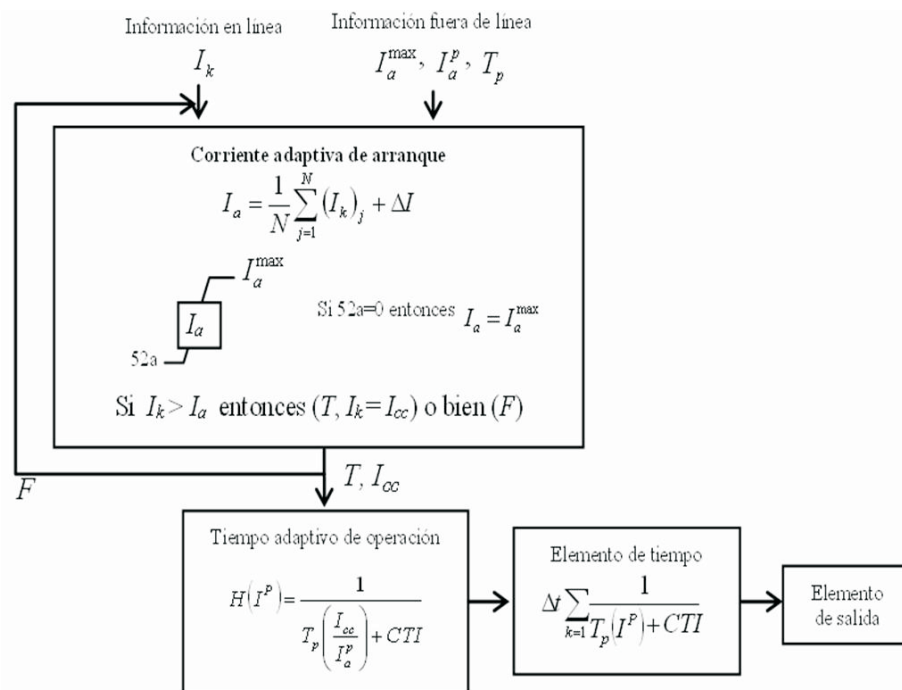 Información en línea
Información fuera de línea
I_k
I_a^max, I_a^p, T_p
Corriente adaptiva de arranque
I_a = 1/N ∑_{j=1}^{N} (I_k)_j + ΔI
I_a^max
I_a
Si 52a=0 entonces I_a = I_a^max
52a
Si I_k > I_a entonces (T, I_k = I_cc) o bien (F)
F
T, I_cc
Tiempo adaptivo de operación
H(I^P) = 1 / (T_p (I_cc / I_a^p) + CTI)
Elemento de tiempo
Δt ∑_{k=1} 1 / (T_p (I^P) + CTI)
Elemento
de salida